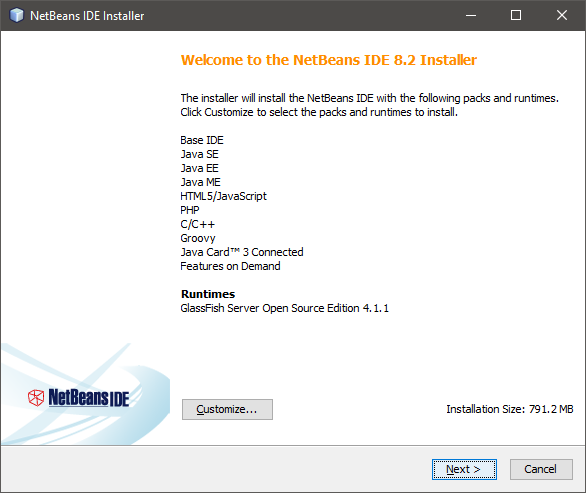 NetBeans IDE Installer
Welcome to the NetBeans IDE 8.2 Installer
The installer will install the NetBeans IDE with the following packs and runtimes.
Click Customize to select the packs and runtimes to install.
Base IDE
Java SE
Java EE
Java ME
HTML5/JavaScript
PHP
C/C++
Groovy
Java Card™ 3 Connected
Features on Demand
Runtimes
GlassFish Server Open Source Edition 4.1.1
NetBeans IDE
Customize...
Installation Size: 791.2 MB
Next >
Cancel